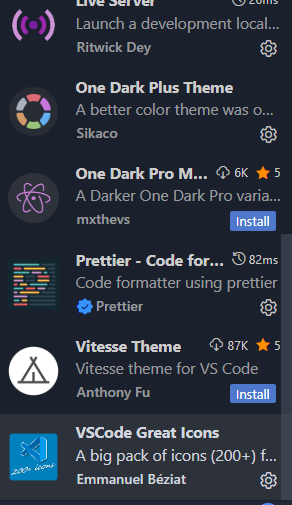 Live Server 20ms
Launch a development local...
Ritwick Dey
One Dark Plus Theme
A better color theme was o...
Sikaco
One Dark Pro M... 6K 5
A Darker One Dark Pro varia...
mxthevs
Install
Prettier - Code for... 82ms
Code formatter using prettier
Prettier
Vitesse Theme 87K 5
Vitesse theme for VS Code
Anthony Fu
Install
VSCode Great Icons
200+ icons
A big pack of icons (200+) f...
Emmanuel Béziat